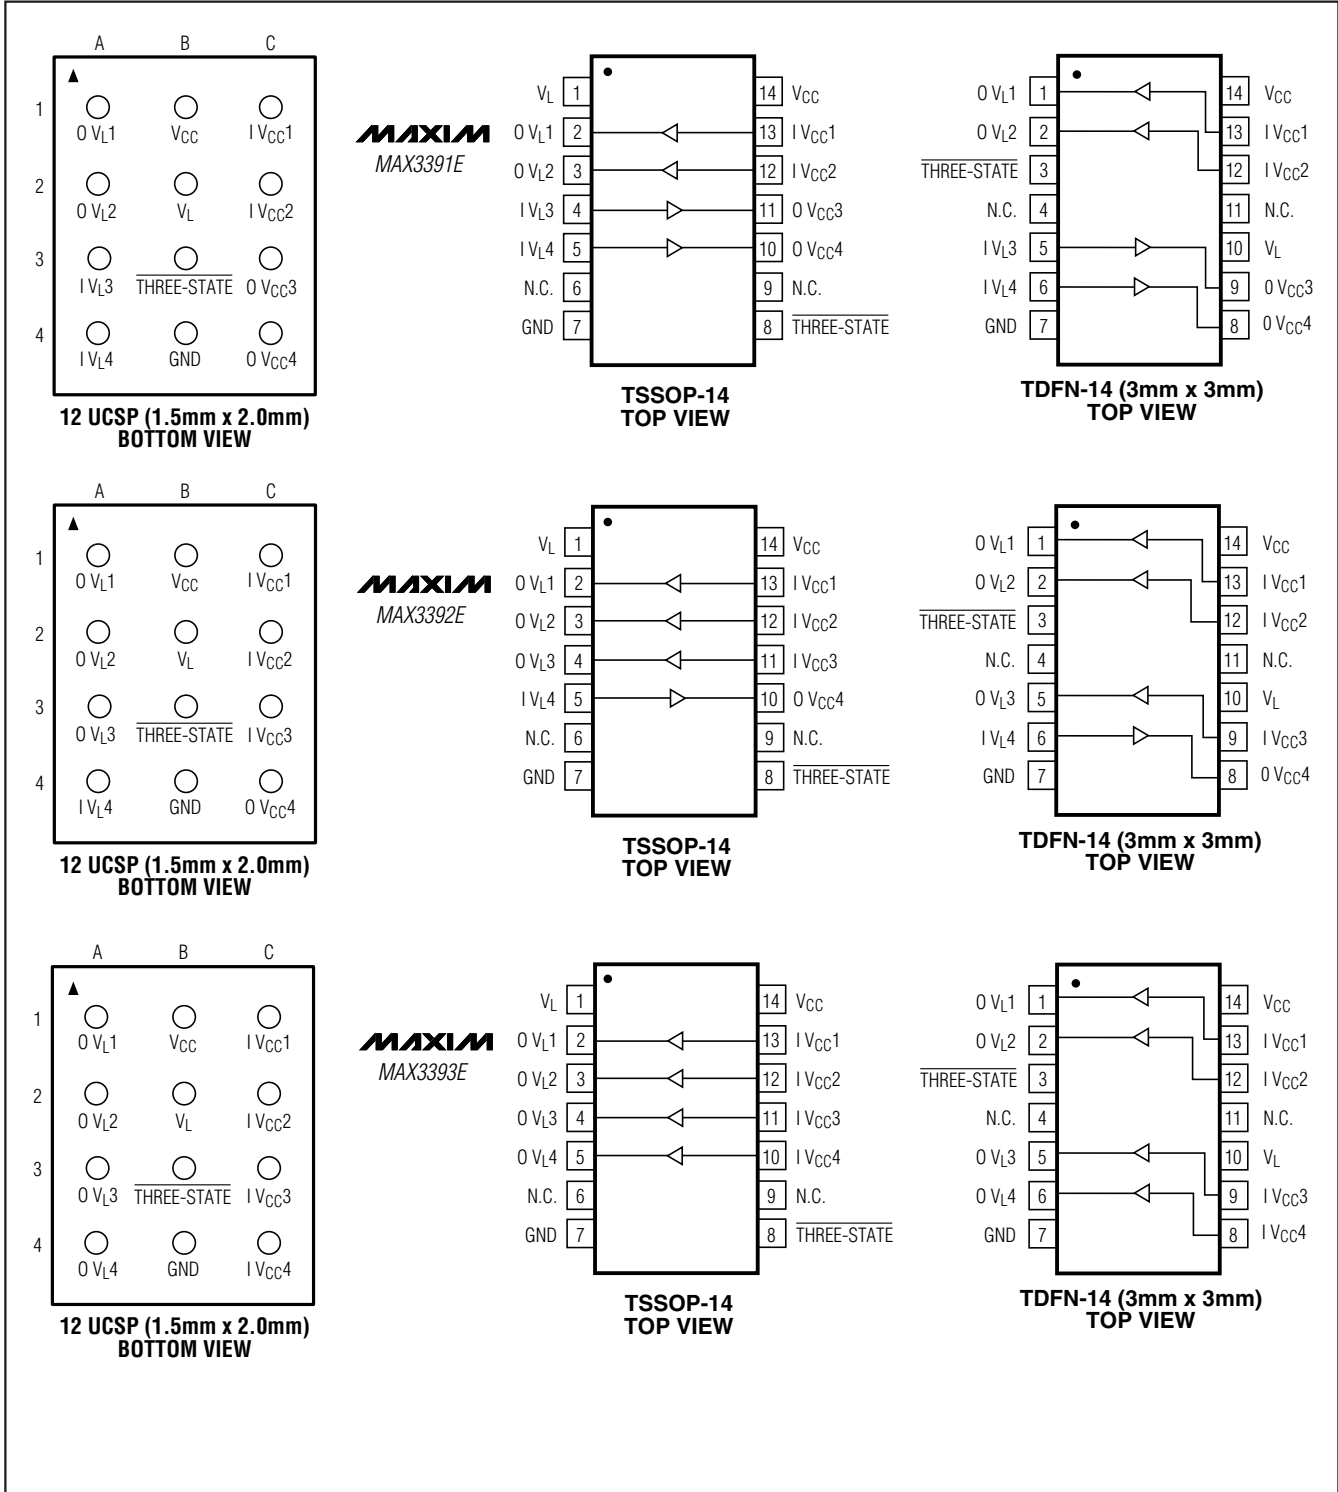 A B C
1
O VL1 VCC I VCC1
2
O VL2 VL I VCC2
3
I VL3 THREE-STATE O VCC3
4
I VL4 GND O VCC4
12 UCSP (1.5mm x 2.0mm)
BOTTOM VIEW
MAXIM
MAX3391E
VL 1 14 VCC
O VL1 2 13 I VCC1
O VL2 3 12 I VCC2
I VL3 4 11 O VCC3
I VL4 5 10 O VCC4
N.C. 6 9 N.C.
GND 7 8 THREE-STATE
TSSOP-14
TOP VIEW
O VL1 1 14 VCC
O VL2 2 13 I VCC1
THREE-STATE 3 12 I VCC2
N.C. 4 11 N.C.
I VL3 5 10 VL
I VL4 6 9 O VCC3
GND 7 8 O VCC4
TDFN-14 (3mm x 3mm)
TOP VIEW
A B C
1
O VL1 VCC I VCC1
2
O VL2 VL I VCC2
3
O VL3 THREE-STATE I VCC3
4
I VL4 GND O VCC4
12 UCSP (1.5mm x 2.0mm)
BOTTOM VIEW
MAXIM
MAX3392E
VL 1 14 VCC
O VL1 2 13 I VCC1
O VL2 3 12 I VCC2
O VL3 4 11 I VCC3
I VL4 5 10 O VCC4
N.C. 6 9 N.C.
GND 7 8 THREE-STATE
TSSOP-14
TOP VIEW
O VL1 1 14 VCC
O VL2 2 13 I VCC1
THREE-STATE 3 12 I VCC2
N.C. 4 11 N.C.
O VL3 5 10 VL
I VL4 6 9 I VCC3
GND 7 8 O VCC4
TDFN-14 (3mm x 3mm)
TOP VIEW
A B C
1
O VL1 VCC I VCC1
2
O VL2 VL I VCC2
3
O VL3 THREE-STATE I VCC3
4
O VL4 GND I VCC4
12 UCSP (1.5mm x 2.0mm)
BOTTOM VIEW
MAXIM
MAX3393E
VL 1 14 VCC
O VL1 2 13 I VCC1
O VL2 3 12 I VCC2
O VL3 4 11 I VCC3
O VL4 5 10 I VCC4
N.C. 6 9 N.C.
GND 7 8 THREE-STATE
TSSOP-14
TOP VIEW
O VL1 1 14 VCC
O VL2 2 13 I VCC1
THREE-STATE 3 12 I VCC2
N.C. 4 11 N.C.
O VL3 5 10 VL
O VL4 6 9 I VCC3
GND 7 8 I VCC4
TDFN-14 (3mm x 3mm)
TOP VIEW